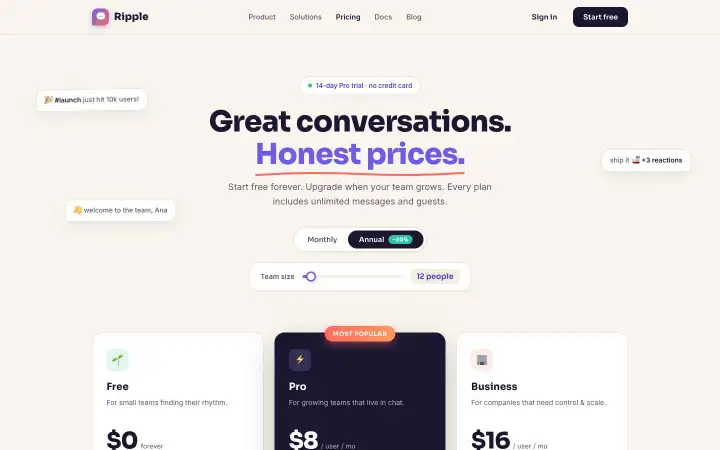 Ripple
Product Solutions Pricing Docs Blog
Sign in
Start free
14-day Pro trial · no credit card
🎉 #launch just hit 10k users!
Great conversations.
Honest prices.
ship it 🚢 +3 reactions
Start free forever. Upgrade when your team grows. Every plan
includes unlimited messages and guests.
👋 welcome to the team, Ana
Monthly Annual -20%
Team size 12 people
MOST POPULAR
Free
For small teams finding their rhythm.
$0 forever
Pro
For growing teams that live in chat.
$8 / user / mo
Business
For companies that need control & scale.
$16 / user / mo